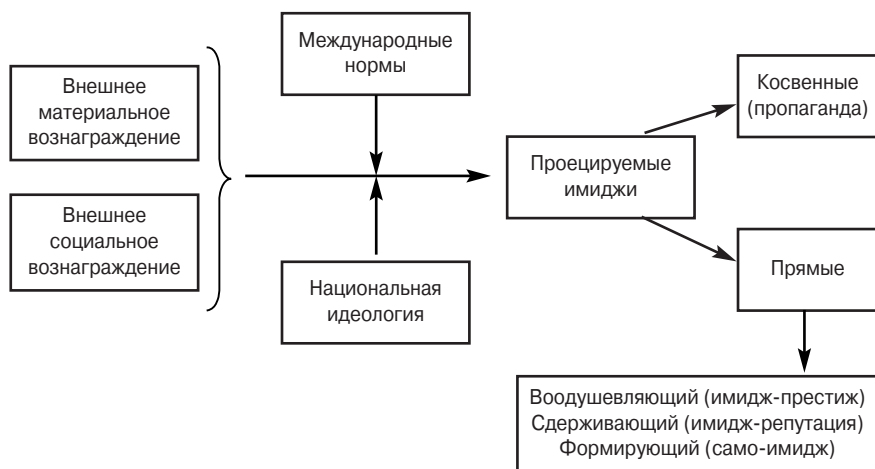 Внешнее
материальное
вознаграждение
Внешнее
социальное
вознаграждение
Международные
нормы
Национальная
идеология
Проецируемые
имиджи
Косвенные
(пропаганда)
Прямые
Воодушевляющий (имидж-престиж)
Сдерживающий (имидж-репутация)
Формирующий (само-имидж)